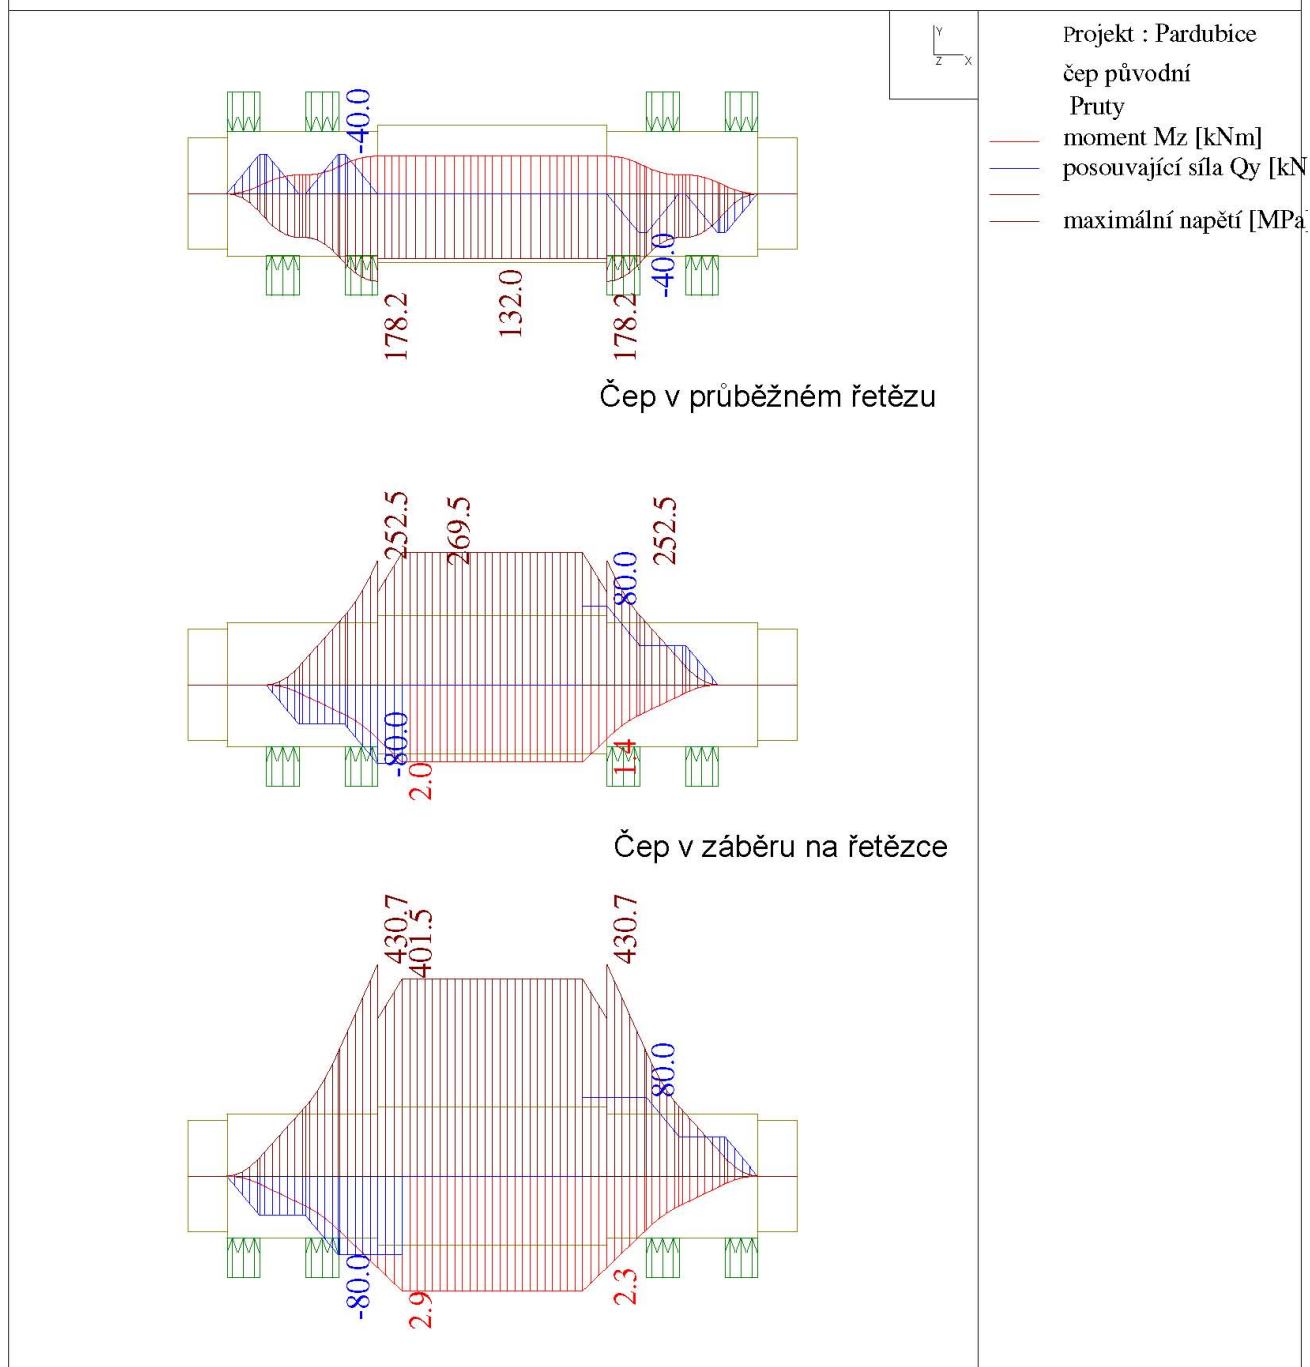 Y
Z X
Projekt : Pardubice
čep původní
Pruty
moment Mz [kNm]
posouvající síla Qy [kN
maximální napětí [MPa]
-40.0
-40.0
178.2
132.0
178.2
Čep v průběžném řetězu
252.5
269.5
252.5
80.0
-80.0
2.0
1.4
Čep v záběru na řetězce
430.7
401.5
430.7
80.0
-80.0
2.9
2.3